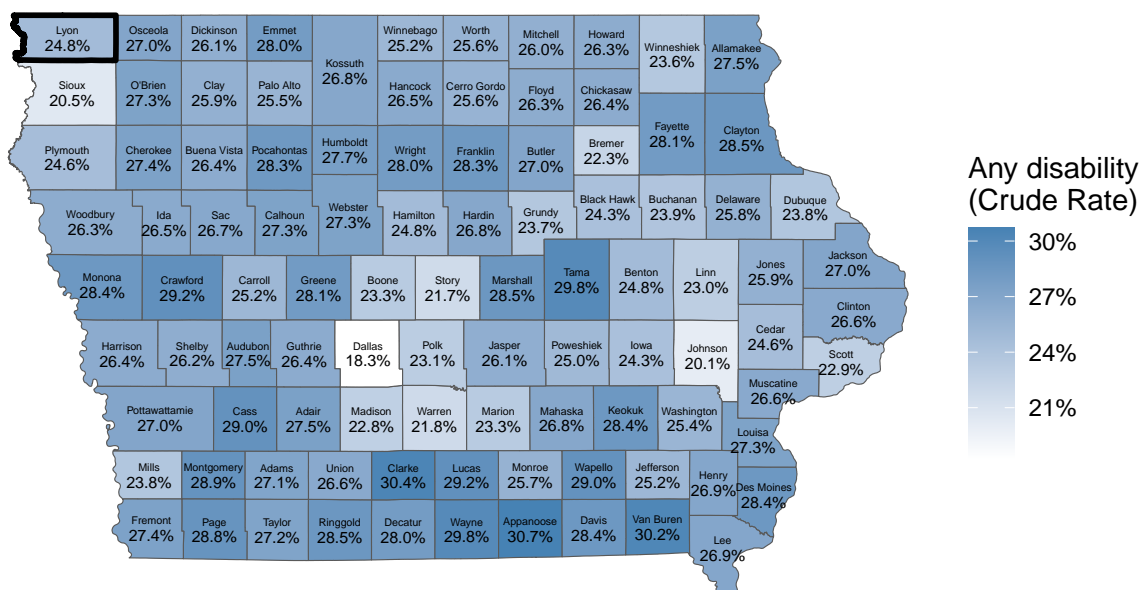 Lyon
24.8%
Osceola
27.0%
Dickinson
26.1%
Emmet
28.0%
Kossuth
26.8%
Winnebago
25.2%
Worth
25.6%
Mitchell
26.0%
Howard
26.3%
Winneshiek
23.6%
Allamakee
27.5%
Sioux
20.5%
O'Brien
27.3%
Clay
25.9%
Palo Alto
25.5%
Hancock
26.5%
Cerro Gordo
25.6%
Floyd
26.3%
Chickasaw
26.4%
Fayette
28.1%
Clayton
28.5%
Plymouth
24.6%
Cherokee
27.4%
Buena Vista
26.4%
Pocahontas
28.3%
Humboldt
27.7%
Wright
28.0%
Franklin
28.3%
Butler
27.0%
Bremer
22.3%
Woodbury
26.3%
Ida
26.5%
Sac
26.7%
Calhoun
27.3%
Webster
27.3%
Hamilton
24.8%
Hardin
26.8%
Grundy
23.7%
Black Hawk
24.3%
Buchanan
23.9%
Delaware
25.8%
Dubuque
23.8%
Monona
28.4%
Crawford
29.2%
Carroll
25.2%
Greene
28.1%
Boone
23.3%
Story
21.7%
Marshall
28.5%
Tama
29.8%
Benton
24.8%
Linn
23.0%
Jones
25.9%
Jackson
27.0%
Clinton
26.6%
Harrison
26.4%
Shelby
26.2%
Audubon
27.5%
Guthrie
26.4%
Dallas
18.3%
Polk
23.1%
Jasper
26.1%
Poweshiek
25.0%
Iowa
24.3%
Johnson
20.1%
Cedar
24.6%
Scott
22.9%
Muscatine
26.6%
Pottawattamie
27.0%
Cass
29.0%
Adair
27.5%
Madison
22.8%
Warren
21.8%
Marion
23.3%
Mahaska
26.8%
Keokuk
28.4%
Washington
25.4%
Louisa
27.3%
Mills
23.8%
Montgomery
28.9%
Adams
27.1%
Union
26.6%
Clarke
30.4%
Lucas
29.2%
Monroe
25.7%
Wapello
29.0%
Jefferson
25.2%
Henry
26.9%
Des Moines
28.4%
Fremont
27.4%
Page
28.8%
Taylor
27.2%
Ringgold
28.5%
Decatur
28.0%
Wayne
29.8%
Appanoose
30.7%
Davis
28.4%
Van Buren
30.2%
Lee
26.9%
Any disability
(Crude Rate)
30%
27%
24%
21%